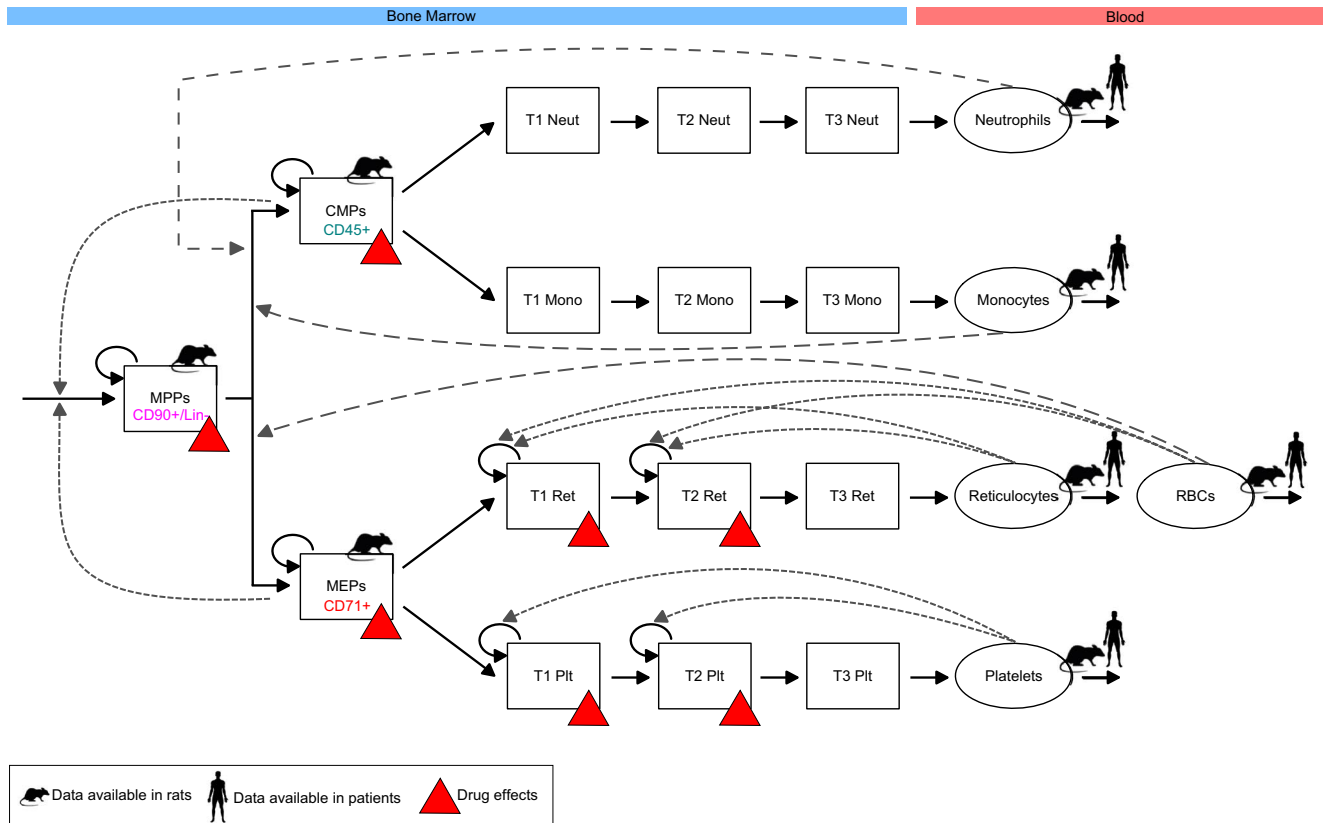 Bone Marrow
Blood
T1 Neut
T2 Neut
T3 Neut
Neutrophils
CMPs
CD45+
T1 Mono
T2 Mono
T3 Mono
Monocytes
MPPs
CD90+/Lin-
T1 Ret
T2 Ret
T3 Ret
Reticulocytes
RBCs
MEPs
CD71+
T1 Plt
T2 Plt
T3 Plt
Platelets
Data available in rats
Data available in patients
Drug effects